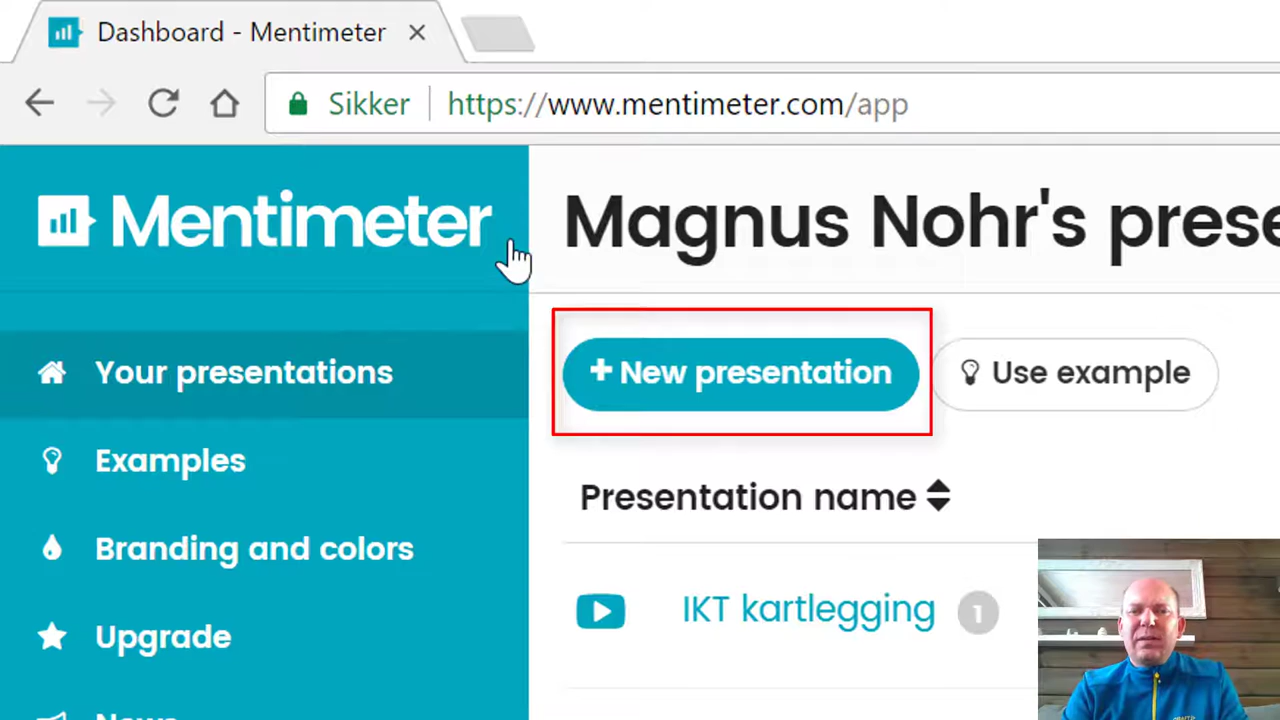 Dashboard - Mentimeter
Sikker
https://www.mentimeter.com/app
Mentimeter
Magnus Nohr's prese
Your presentations
Examples
Branding and colors
Upgrade
+ New presentation
Use example
Presentation name
IKT kartlegging 1